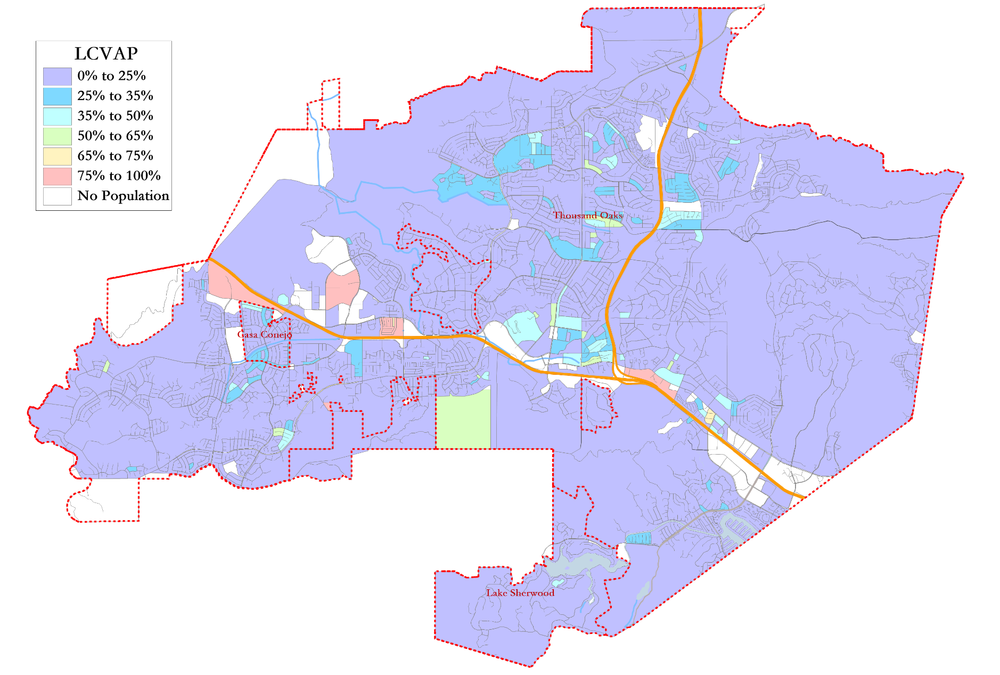 LCVAP
0% to 25%
25% to 35%
35% to 50%
50% to 65%
65% to 75%
75% to 100%
No Population
Thousand Oaks
Casa Conejo
Lake Sherwood